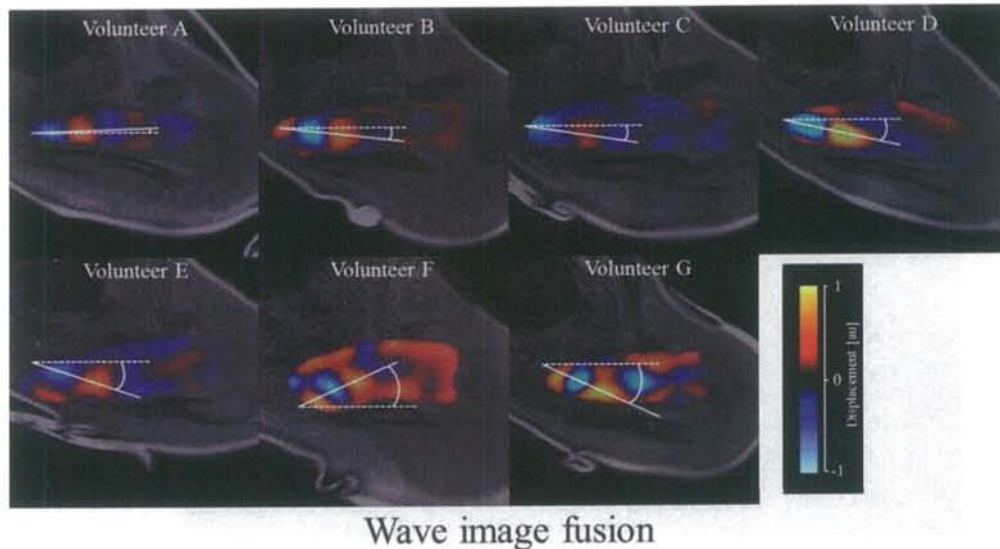 Volunteer A
Volunteer B
Volunteer C
Volunteer D
Volunteer E
Volunteer F
Volunteer G
1
0
-1
Displacement [au]
Wave image fusion